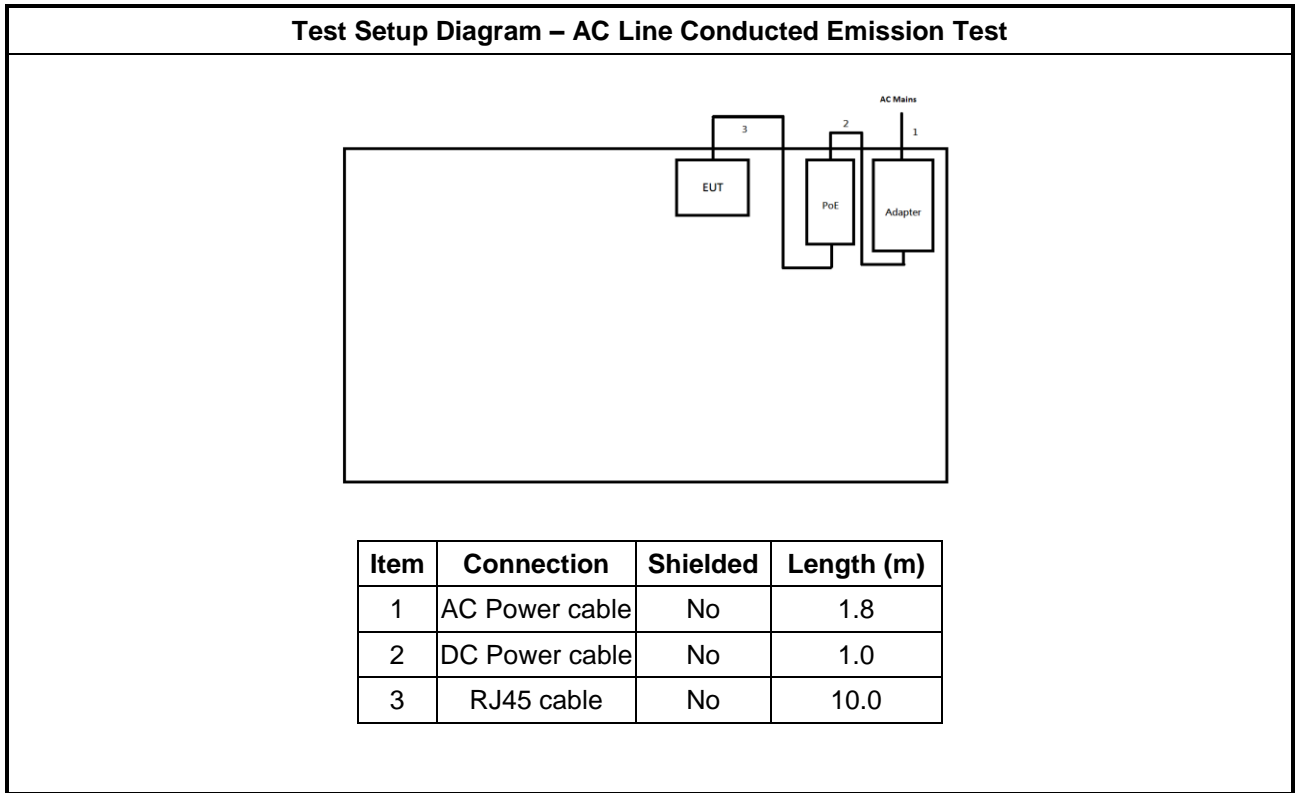 Test Setup Diagram – AC Line Conducted Emission Test
AC Mains
3
2
1
EUT
PoE
Adapter
Item Connection Shielded Length (m)
1 AC Power cable No 1.8
2 DC Power cable No 1.0
3 RJ45 cable No 10.0